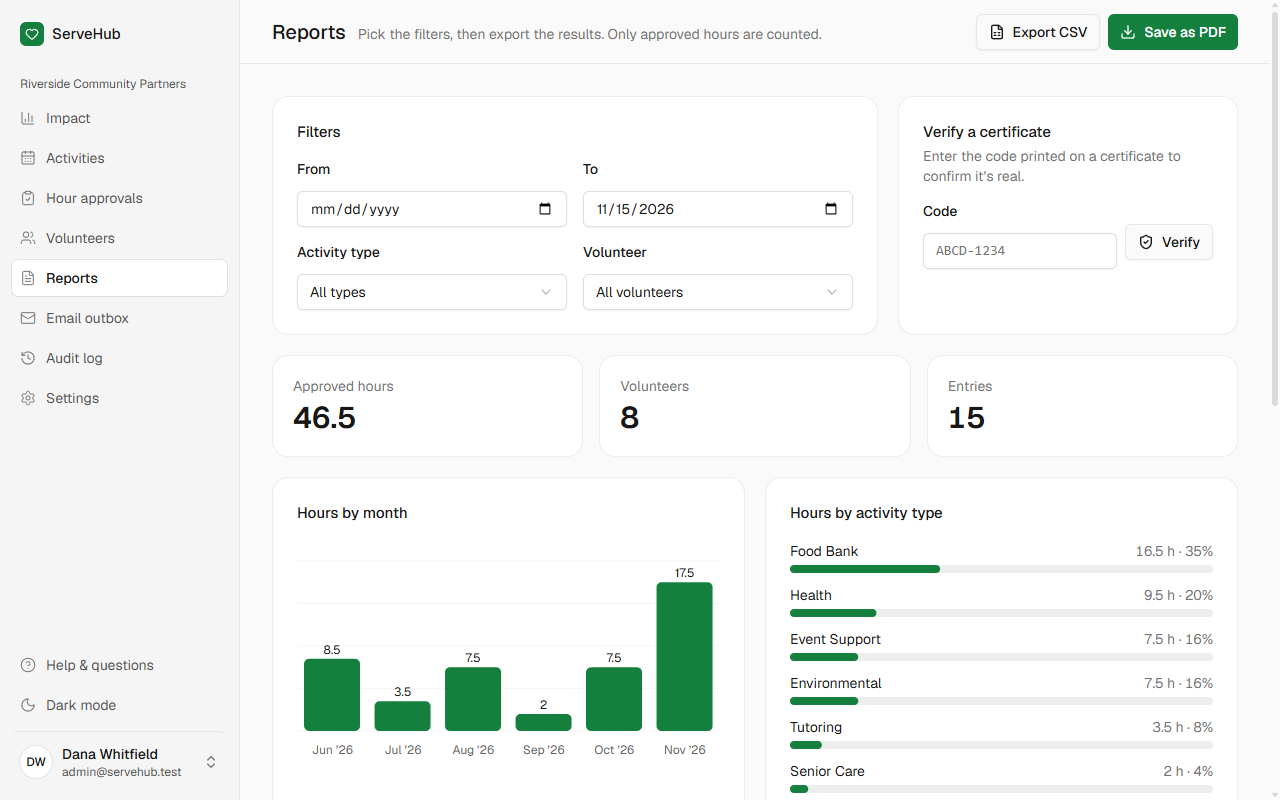 ServeHub
Riverside Community Partners
Impact
Activities
Hour approvals
Volunteers
Reports
Email outbox
Audit log
Settings
Help & questions
Dark mode
DW
Dana Whitfield
admin@servehub.test
Reports Pick the filters, then export the results. Only approved hours are counted.
Export CSV
Save as PDF
Filters
From
mm/dd/yyyy
To
11/15/2026
Activity type
All types
Volunteer
All volunteers
Verify a certificate
Enter the code printed on a certificate to
confirm it's real.
Code
ABCD-1234
Verify
Approved hours
46.5
Volunteers
8
Entries
15
Hours by month
8.5
3.5
7.5
2
7.5
17.5
Jun '26
Jul '26
Aug '26
Sep '26
Oct '26
Nov '26
Hours by activity type
Food Bank 16.5 h · 35%
Health 9.5 h · 20%
Event Support 7.5 h · 16%
Environmental 7.5 h · 16%
Tutoring 3.5 h · 8%
Senior Care 2 h · 4%